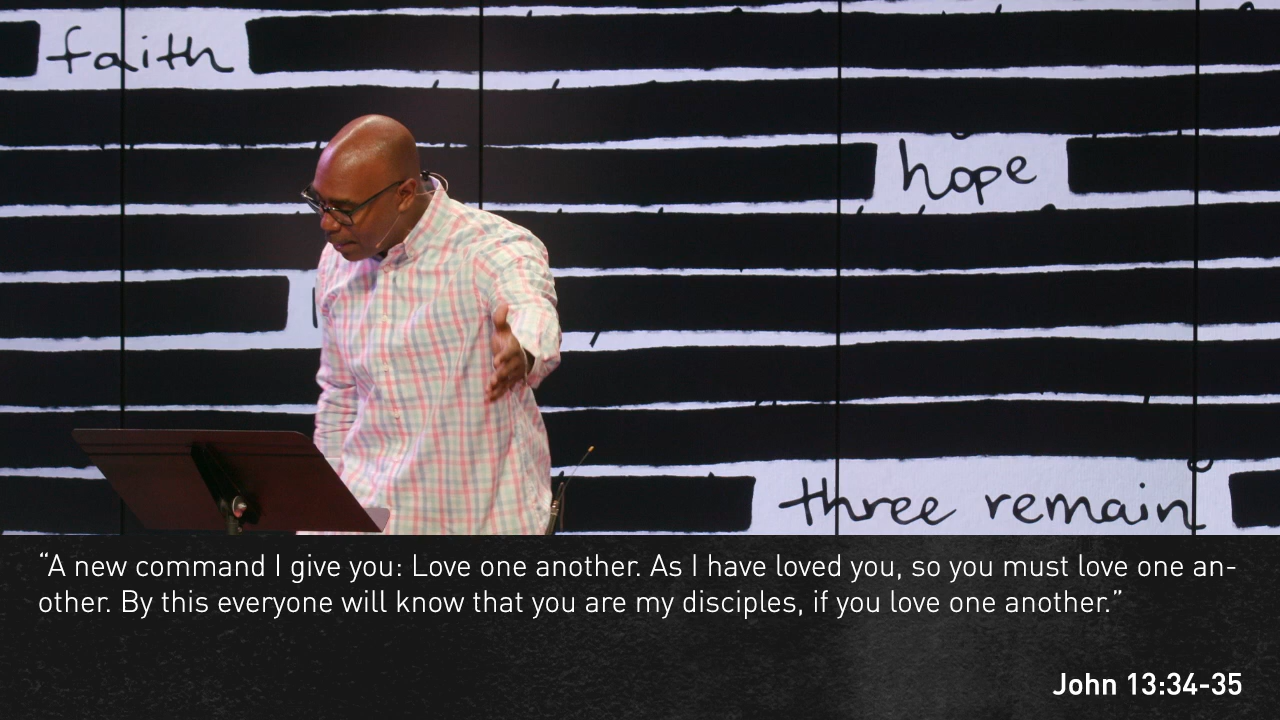 faith
hope
three remain
“A new command I give you: Love one another. As I have loved you, so you must love one an-
other. By this everyone will know that you are my disciples, if you love one another.”
John 13:34-35